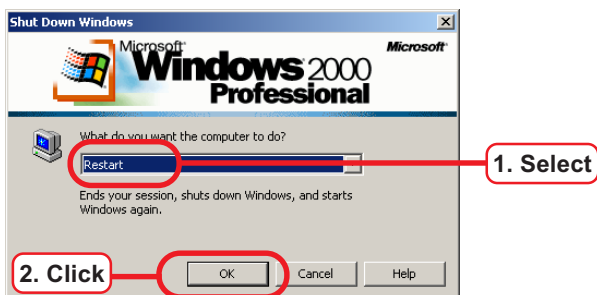 Shut Down Windows
Microsoft
Windows 2000
Professional
Microsoft
What do you want the computer to do?
Restart
1. Select
Ends your session, shuts down Windows, and starts
Windows again.
2. Click
OK
Cancel
Help